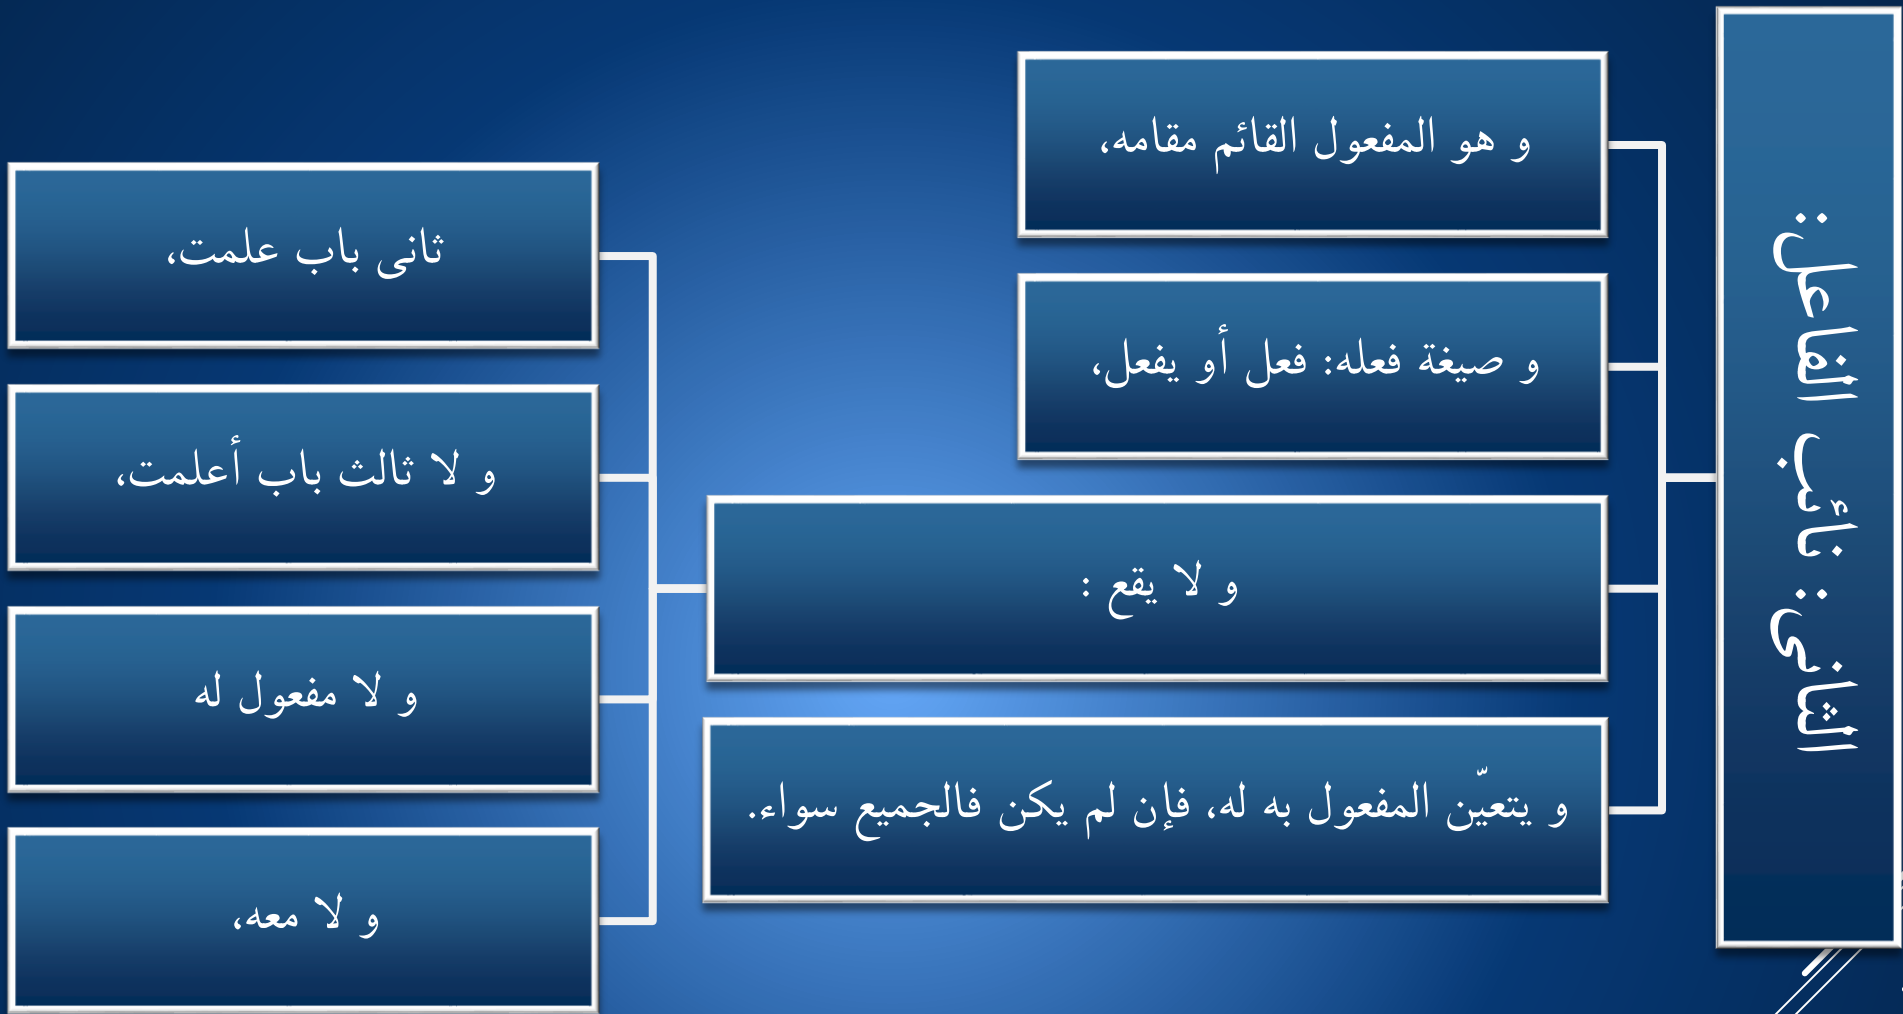 الثانى: نائب الفاعل:
و هو المفعول القائم مقامه،
و صيغة فعله: فعل أو يفعل،
و لا يقع :
ثانى باب علمت،
و لا ثالث باب أعلمت،
و لا مفعول له
و لا معه،
و يتعيّن المفعول به له، فإن لم يكن فالجميع سواء.